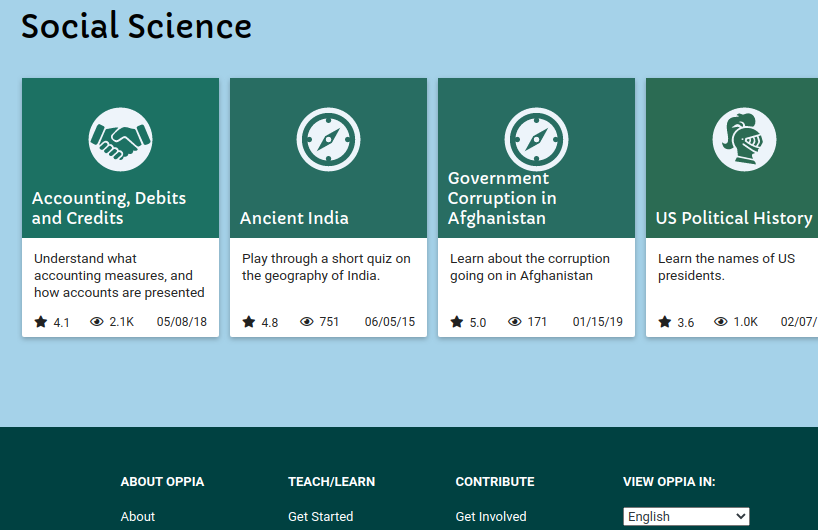 Social Science
Accounting, Debits
and Credits
Understand what
accounting measures, and
how accounts are presented
4.1 2.1K 05/08/18
Ancient India
Play through a short quiz on
the geography of India.
4.8 751 06/05/15
Government
Corruption in
Afghanistan
Learn about the corruption
going on in Afghanistan
5.0 171 01/15/19
US Political History
Learn the names of US
presidents.
3.6 1.0K 02/07/
ABOUT OPPIA
About
TEACH/LEARN
Get Started
CONTRIBUTE
Get Involved
VIEW OPPIA IN:
English